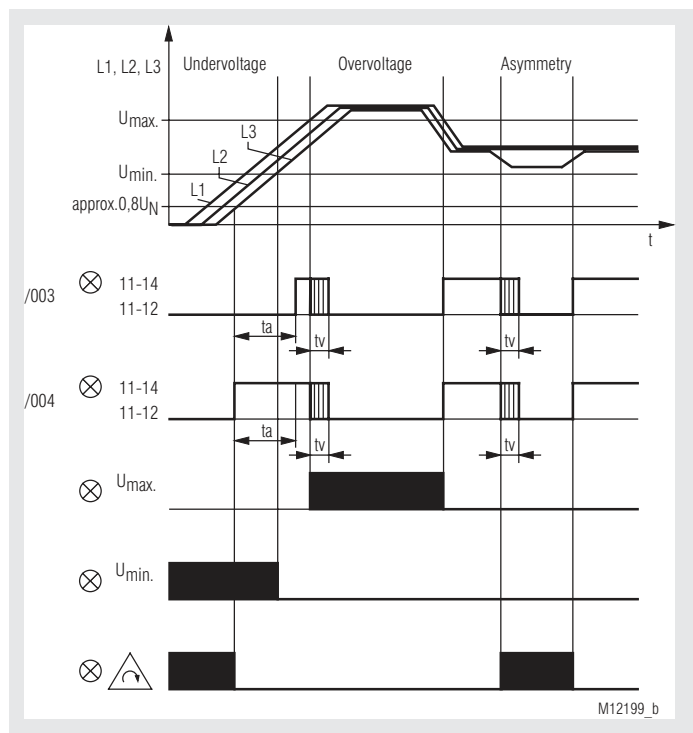 L1, L2, L3 Undervoltage Overvoltage Asymmetry
Umax.
L3
L2
Umin.
L1
approx.0,8UN
t
/003 11-14
11-12
ta
tv tv
/004 11-14
11-12
ta
tv tv
Umax.
Umin.
M12199_b